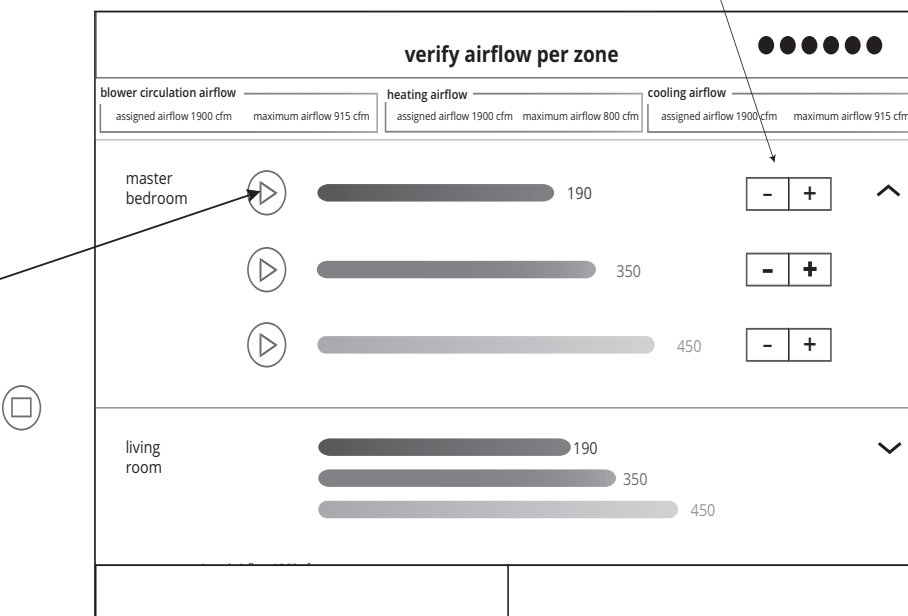 verify airflow per zone
blower circulation airflow
assigned airflow 1900 cfm maximum airflow 915 cfm
heating airflow
assigned airflow 1900 cfm maximum airflow 800 cfm
cooling airflow
assigned airflow 1900 cfm maximum airflow 915 cfm
master
bedroom
190
- +
350
- +
450
- +
living
room
190
350
450